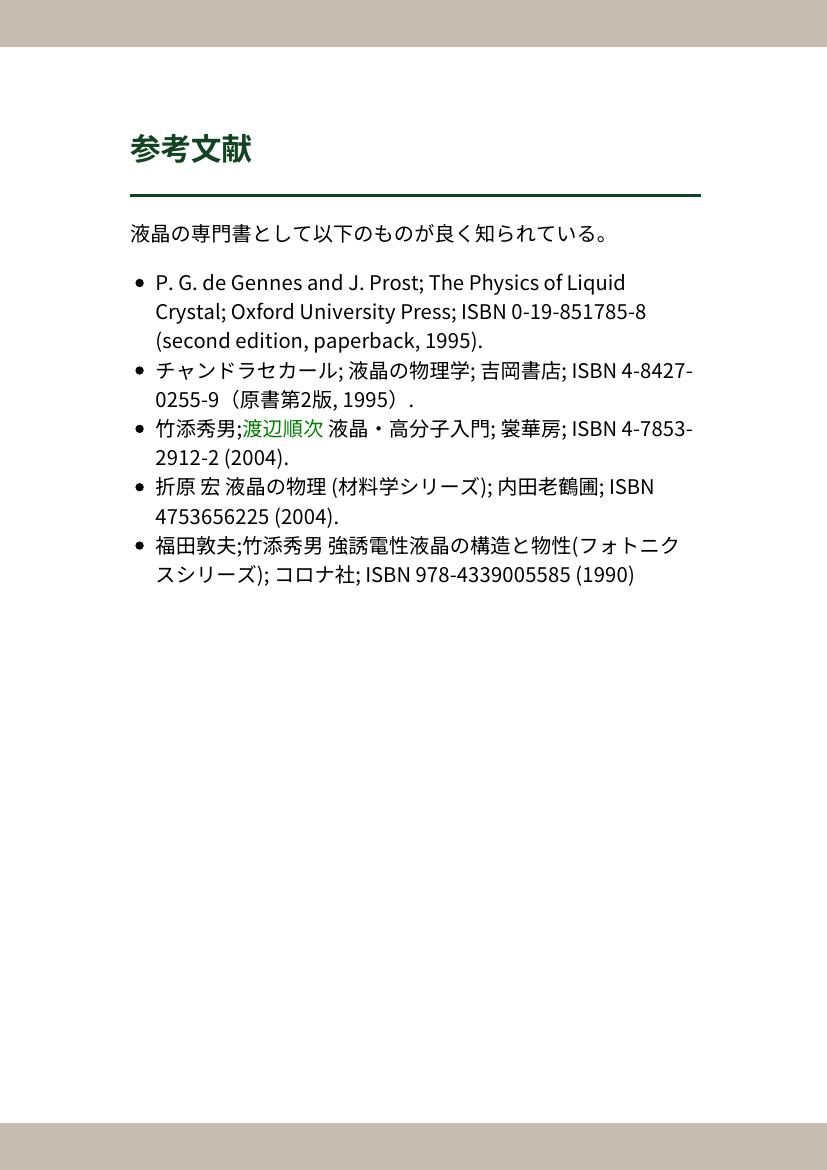 参考文献
液晶の専門書として以下のものが良く知られている。
• P. G. de Gennes and J. Prost; The Physics of Liquid
Crystal; Oxford University Press; ISBN 0-19-851785-8
(second edition, paperback, 1995).
• チャンドラセカール; 液晶の物理学; 吉岡書店; ISBN 4-8427-
0255-9（原書第2版, 1995）.
• 竹添秀男;渡辺順次 液晶・高分子入門; 裳華房; ISBN 4-7853-
2912-2 (2004).
• 折原 宏 液晶の物理 (材料学シリーズ); 内田老鶴圃; ISBN
4753656225 (2004).
• 福田敦夫;竹添秀男 強誘電性液晶の構造と物性(フォトニク
スシリーズ); コロナ社; ISBN 978-4339005585 (1990)